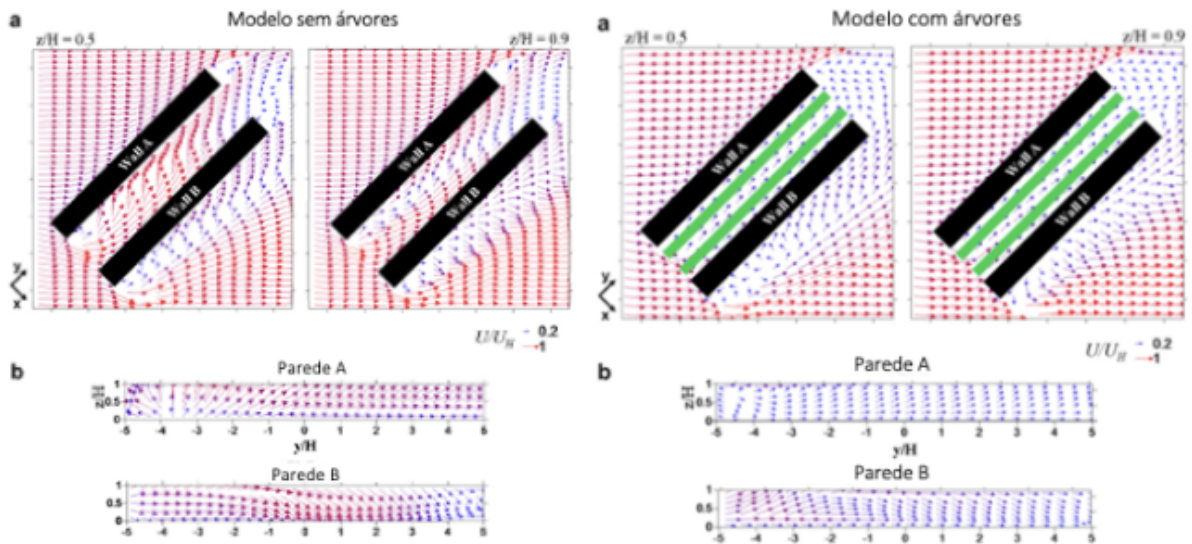 a
Modelo sem árvores
z/H = 0.5
z/H = 0.9
Wall A
Wall B
Wall A
Wall B
y
x
U/U_H
0.2
1
b
Parede A
z/H
1
0.5
0
-5 -4 -3 -2 -1 0 1 2 3 4 5
y/H
Parede B
1
0.5
0
-5 -4 -3 -2 -1 0 1 2 3 4 5
a
Modelo com árvores
z/H = 0.5
z/H = 0.9
Wall A
Wall B
Wall A
Wall B
y
x
U/U_H
0.2
1
b
Parede A
z/H
1
0.5
0
-5 -4 -3 -2 -1 0 1 2 3 4 5
y/H
Parede B
1
0.5
0
-5 -4 -3 -2 -1 0 1 2 3 4 5